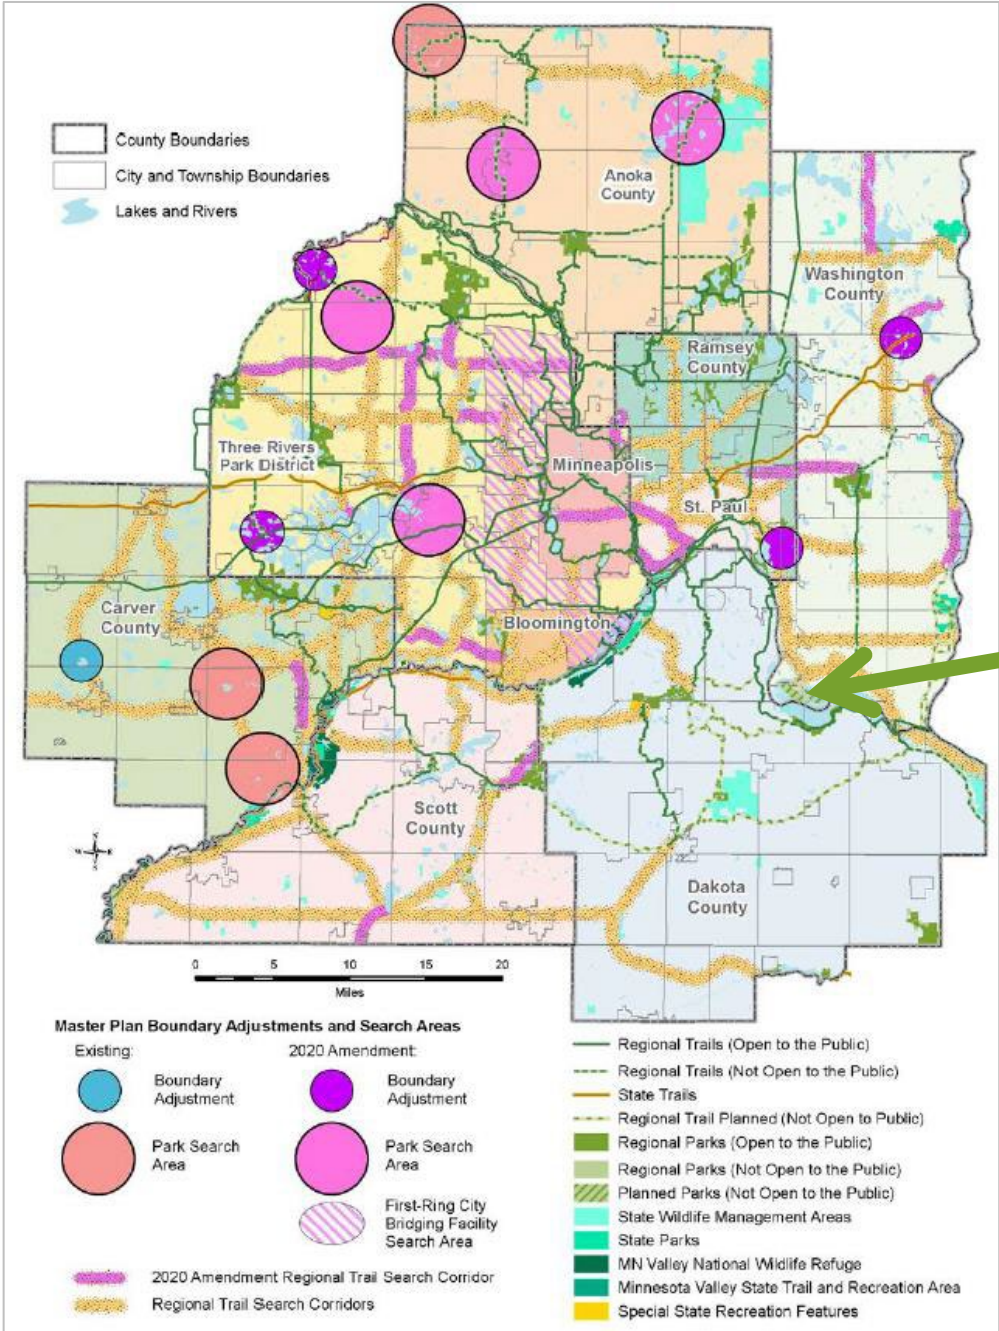 County Boundaries
City and Township Boundaries
Lakes and Rivers
Anoka
County
Washington
County
Ramsey
County
Three Rivers
Park District
Minneapolis
St. Paul
Carver
County
Bloomington
Scott
County
Dakota
County
N
W E
S
0 5 10 15 20
Miles
Master Plan Boundary Adjustments and Search Areas
Existing:
Boundary
Adjustment
Park Search
Area
2020 Amendment:
Boundary
Adjustment
Park Search
Area
First-Ring City
Bridging Facility
Search Area
2020 Amendment Regional Trail Search Corridor
Regional Trail Search Corridors
Regional Trails (Open to the Public)
Regional Trails (Not Open to the Public)
State Trails
Regional Trail Planned (Not Open to Public)
Regional Parks (Open to the Public)
Regional Parks (Not Open to the Public)
Planned Parks (Not Open to the Public)
State Wildlife Management Areas
State Parks
MN Valley National Wildlife Refuge
Minnesota Valley State Trail and Recreation Area
Special State Recreation Features